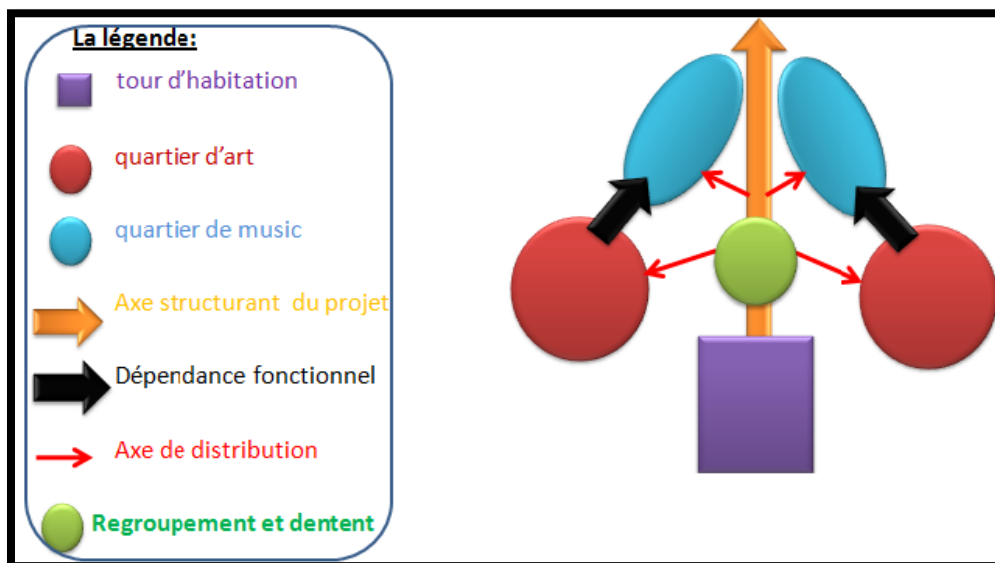 La légende:
tour d’habitation
quartier d’art
quartier de music
Axe structurant du projet
Dépendance fonctionnel
Axe de distribution
Regroupement et dentent